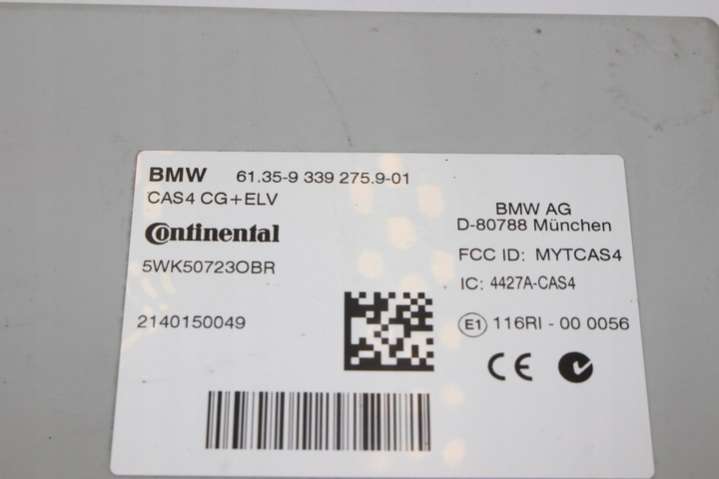 BMW 61.35-9 339 275.9-01
CAS4 CG+ELV
Continental
5WK50723OBR
2140150049
BMW AG
D-80788 München
FCC ID: MYTCAS4
IC: 4427A-CAS4
E1 116RI - 00 0056
CE